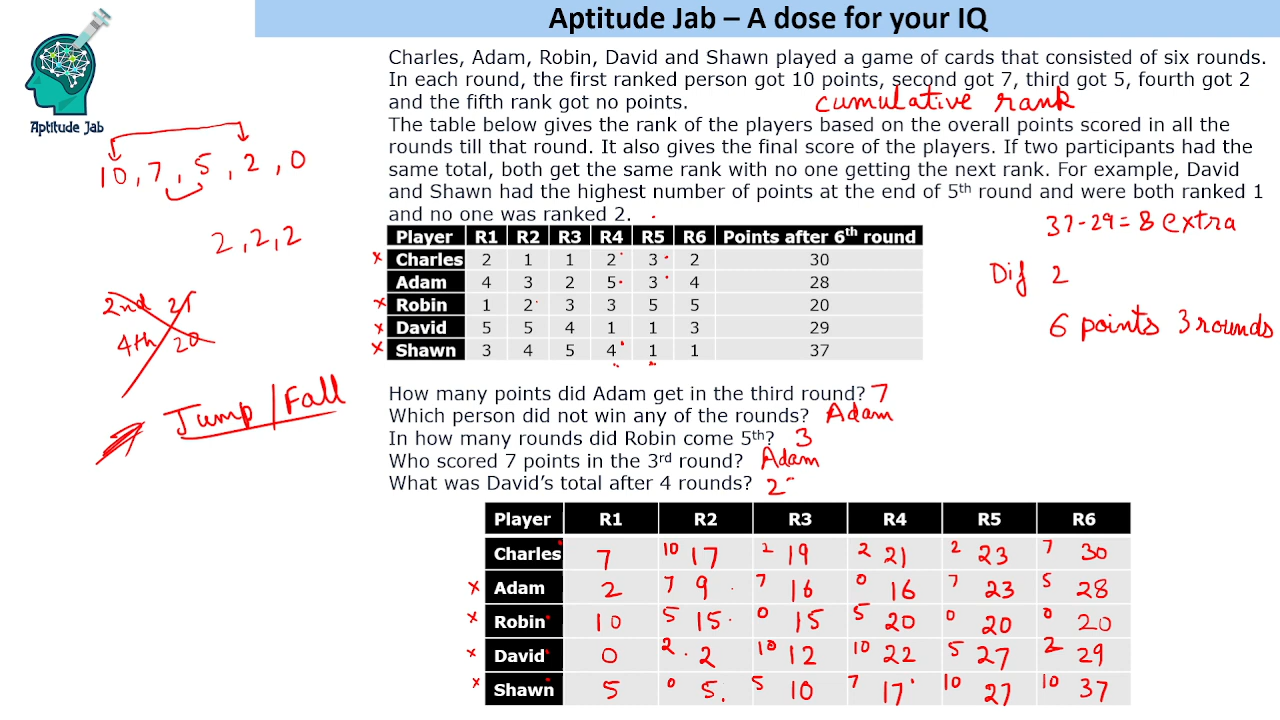 Aptitude Jab – A dose for your IQ
Aptitude Jab
Charles, Adam, Robin, David and Shawn played a game of cards that consisted of six rounds.
In each round, the first ranked person got 10 points, second got 7, third got 5, fourth got 2
and the fifth rank got no points.
cumulative rank
The table below gives the rank of the players based on the overall points scored in all the
rounds till that round. It also gives the final score of the players. If two participants had the
same total, both get the same rank with no one getting the next rank. For example, David
and Shawn had the highest number of points at the end of 5th round and were both ranked 1
and no one was ranked 2.
10, 7, 5, 2, 0
2, 2, 2
2nd 21
4th 20
Jump/Fall
Player R1 R2 R3 R4 R5 R6 Points after 6th round
x Charles 2 1 1 2 3 2 30
Adam 4 3 2 5 3 4 28
x Robin 1 2 3 3 5 5 20
x David 5 5 4 1 1 3 29
x Shawn 3 4 5 4 1 1 37
37-29=8 extra
Dif 2
6 points 3 rounds
How many points did Adam get in the third round? 7
Which person did not win any of the rounds? Adam
In how many rounds did Robin come 5th? 3
Who scored 7 points in the 3rd round? Adam
What was David's total after 4 rounds?
Player R1 R2 R3 R4 R5 R6
Charles 7 10 17 2 19 2 21 2 23 7 30
x Adam 2 7 9 7 16 0 16 7 23 5 28
x Robin 10 5 15 0 15 5 20 0 20 0 20
x David 0 2 2 10 12 10 22 5 27 2 29
x Shawn 5 0 5 5 10 7 17 10 27 10 37